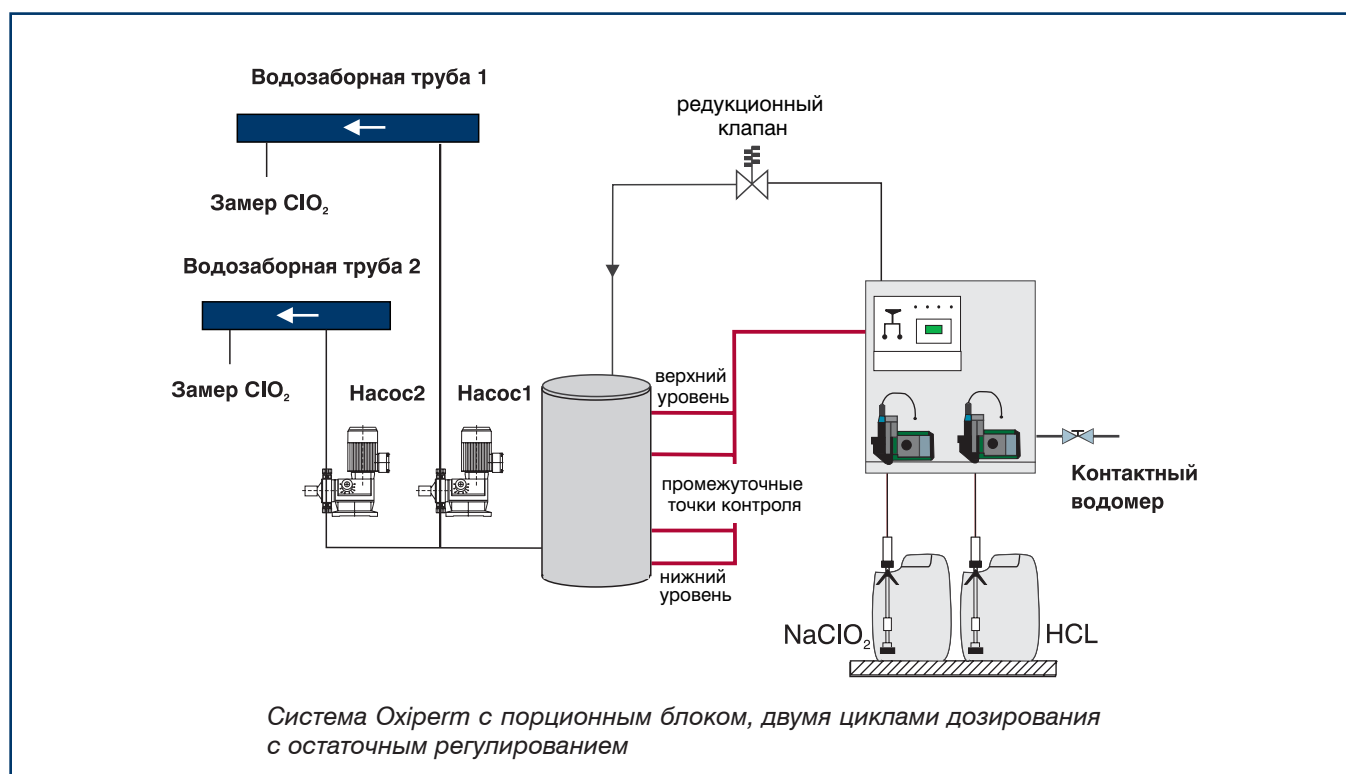 Водозаборная труба 1
Замер ClO₂
Водозаборная труба 2
Замер ClO₂
Насос2
Насос1
редукционный
клапан
верхний
уровень
промежуточные
точки контроля
нижний
уровень
Контактный
водомер
NaClO₂
HCL
Система Oxiperm с порционным блоком, двумя циклами дозирования
с остаточным регулированием